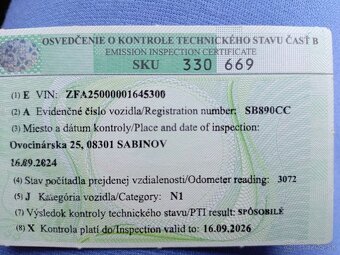 OSVEDČENIE O KONTROLE TECHNICKÉHO STAVU ČASŤ B
EMISSION INSPECTION CERTIFICATE
SKU 330 669
(1) E VIN: ZFA25000001645300
(2) A Evidenčné číslo vozidla/Registration number: SB890CC
(3) Miesto a dátum kontroly/Place and date of inspection:
Ovocinárska 25, 08301 SABINOV
16.09.2024
(4) Stav počítadla prejdenej vzdialenosti/Odometer reading: 3072
(5) J Kategória vozidla/Category: N1
(7) Výsledok kontroly technického stavu/PTI result: SPÔSOBILÉ
(8) X Kontrola platí do/Inspection valid to: 16.09.2026